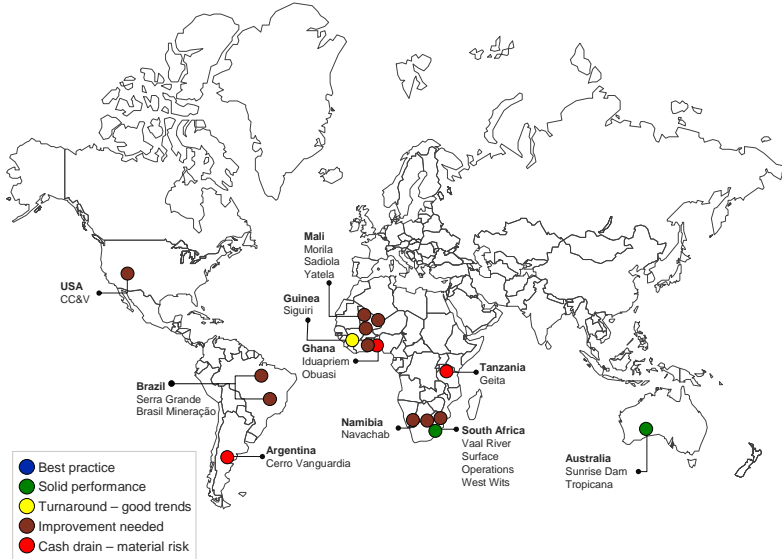 Mali
Morila
Sadiola
Yatela
USA
CC&V
Guinea
Siguiri
Ghana
Iduapriem
Obuasi
Tanzania
Geita
Brazil
Serra Grande
Brasil Mineração
Namibia
Navachab
South Africa
Vaal River
Surface
Operations
West Wits
Argentina
Cerro Vanguardia
Australia
Sunrise Dam
Tropicana
Best practice
Solid performance
Turnaround – good trends
Improvement needed
Cash drain – material risk